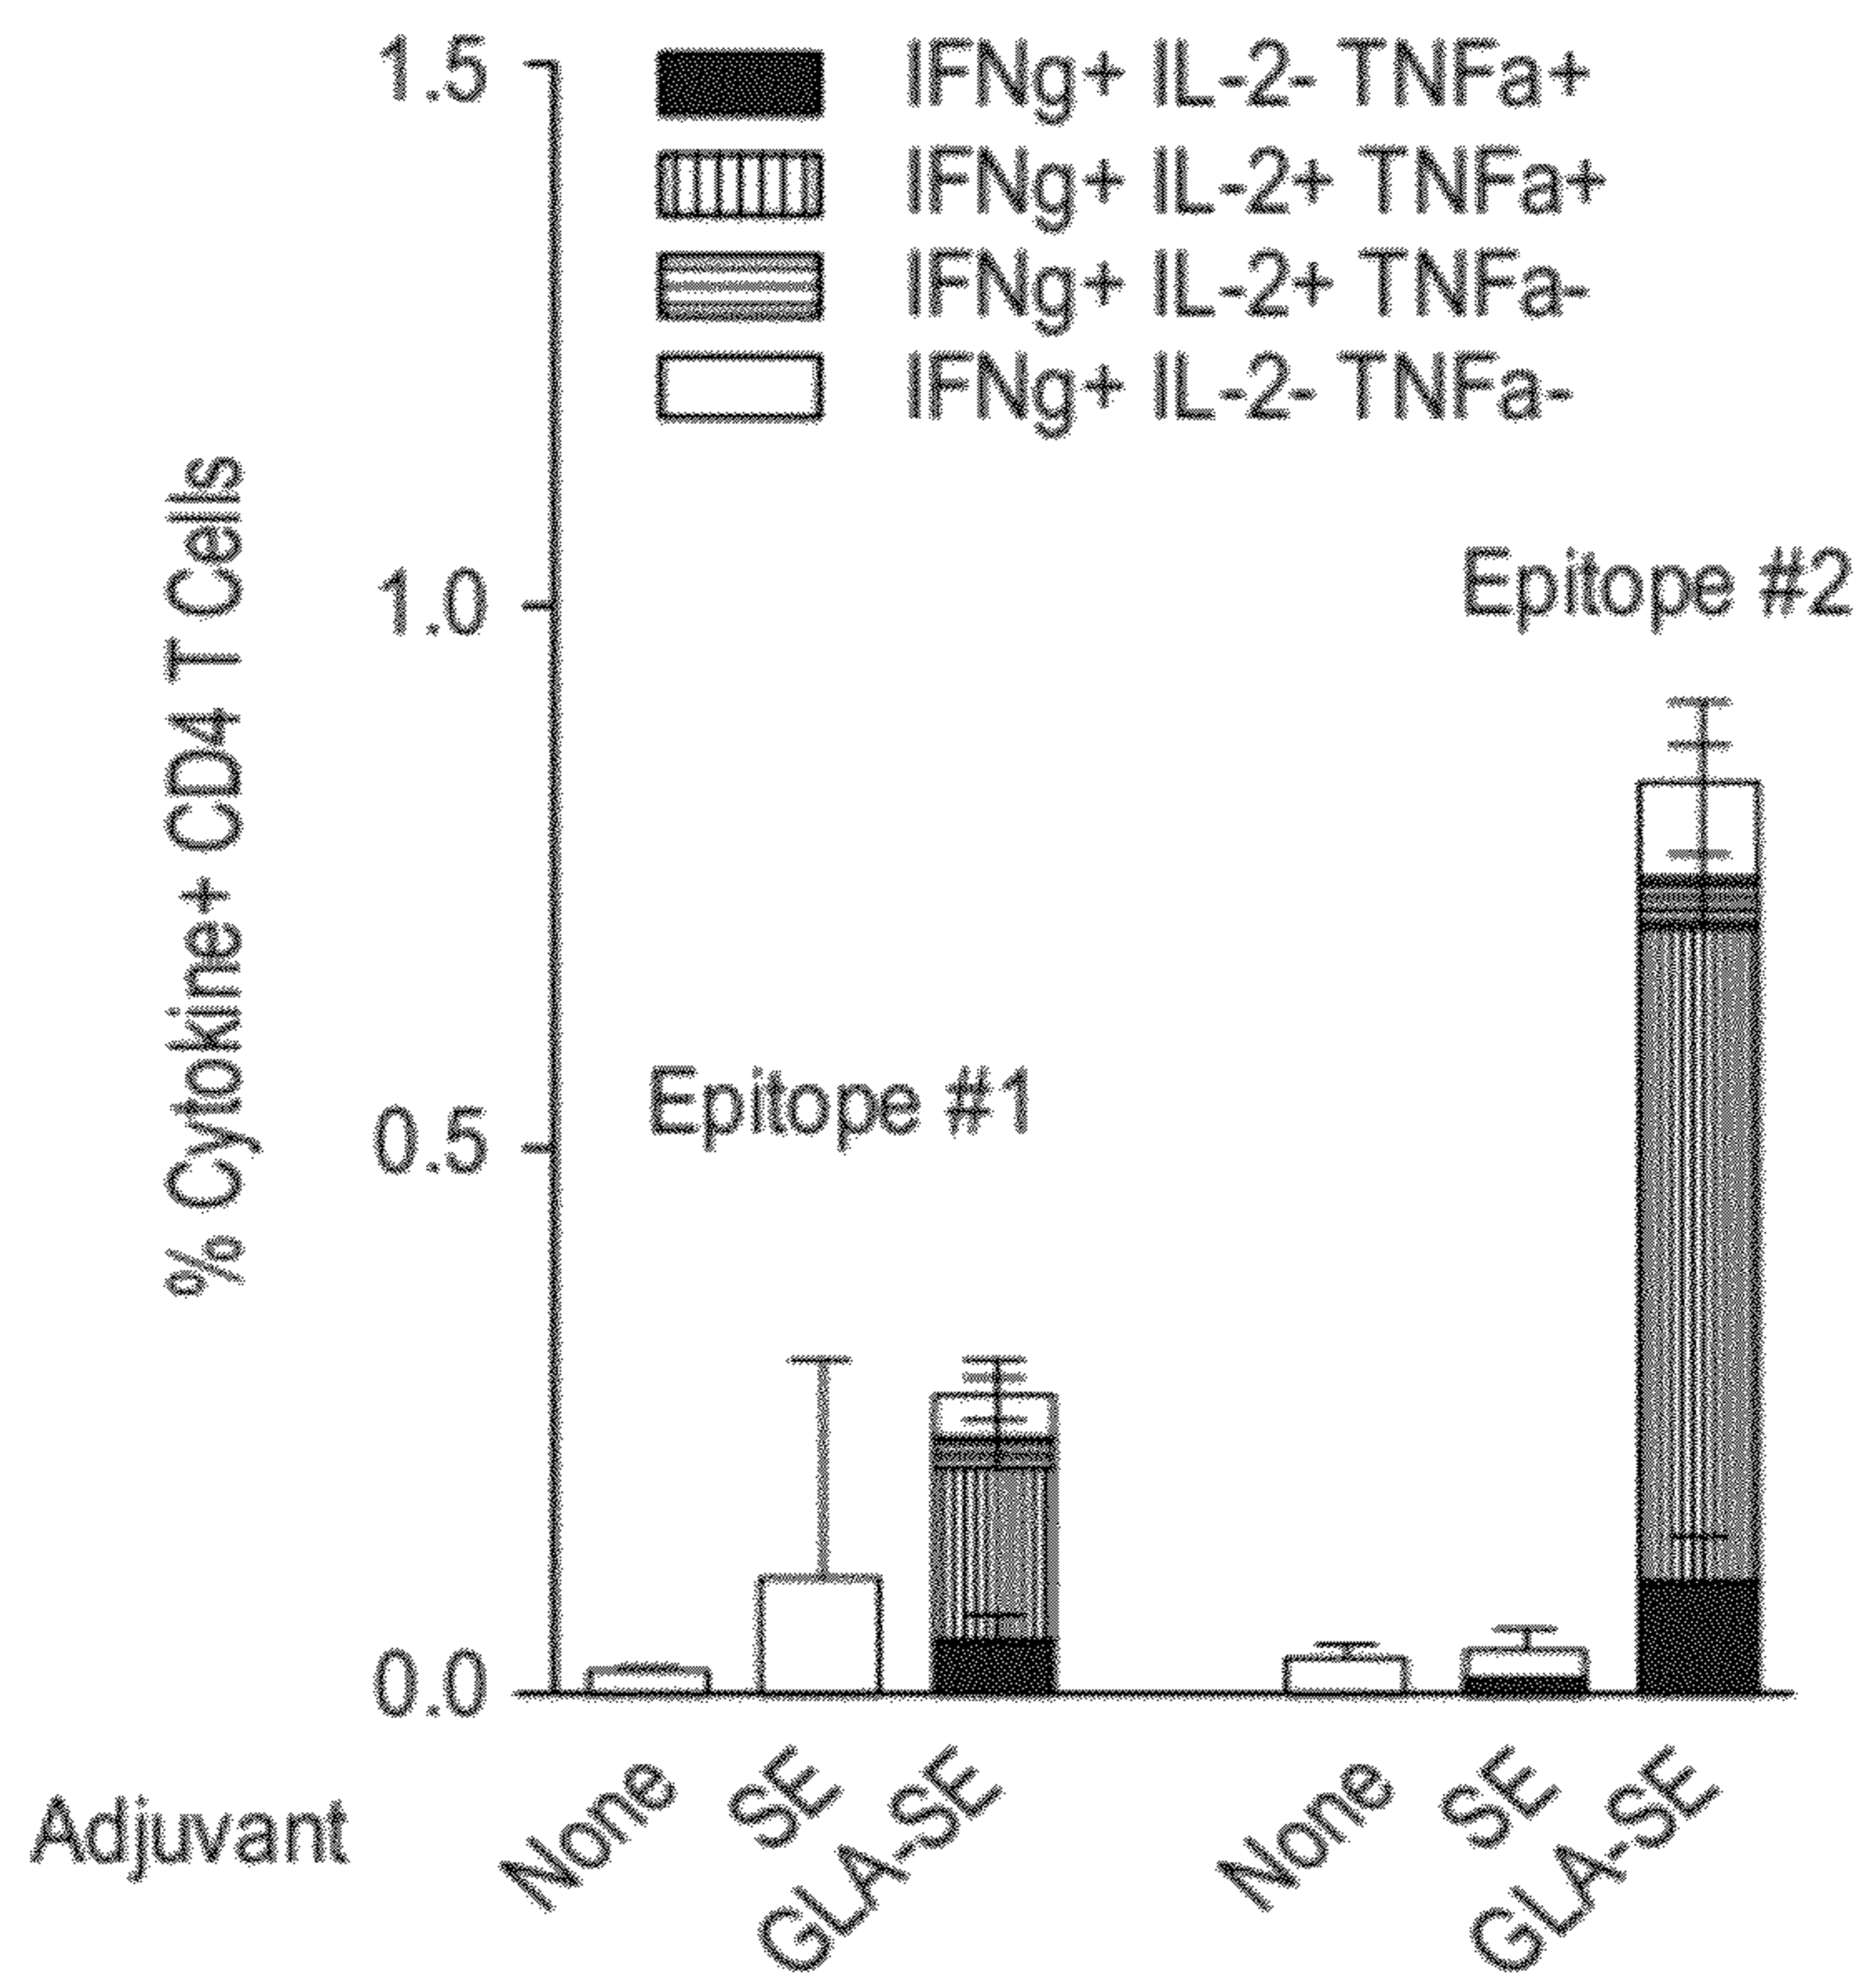 1.5
IFNg+ IL-2- TNFa+
IFNg+ IL-2+ TNFa+
IFNg+ IL-2+ TNFa-
IFNg+ IL-2- TNFa-
% Cytokine+ CD4 T Cells
1.0
Epitope #2
Epitope #1
0.5
0.0
Adjuvant
None
SE
GLA-SE
None
SE
GLA-SE